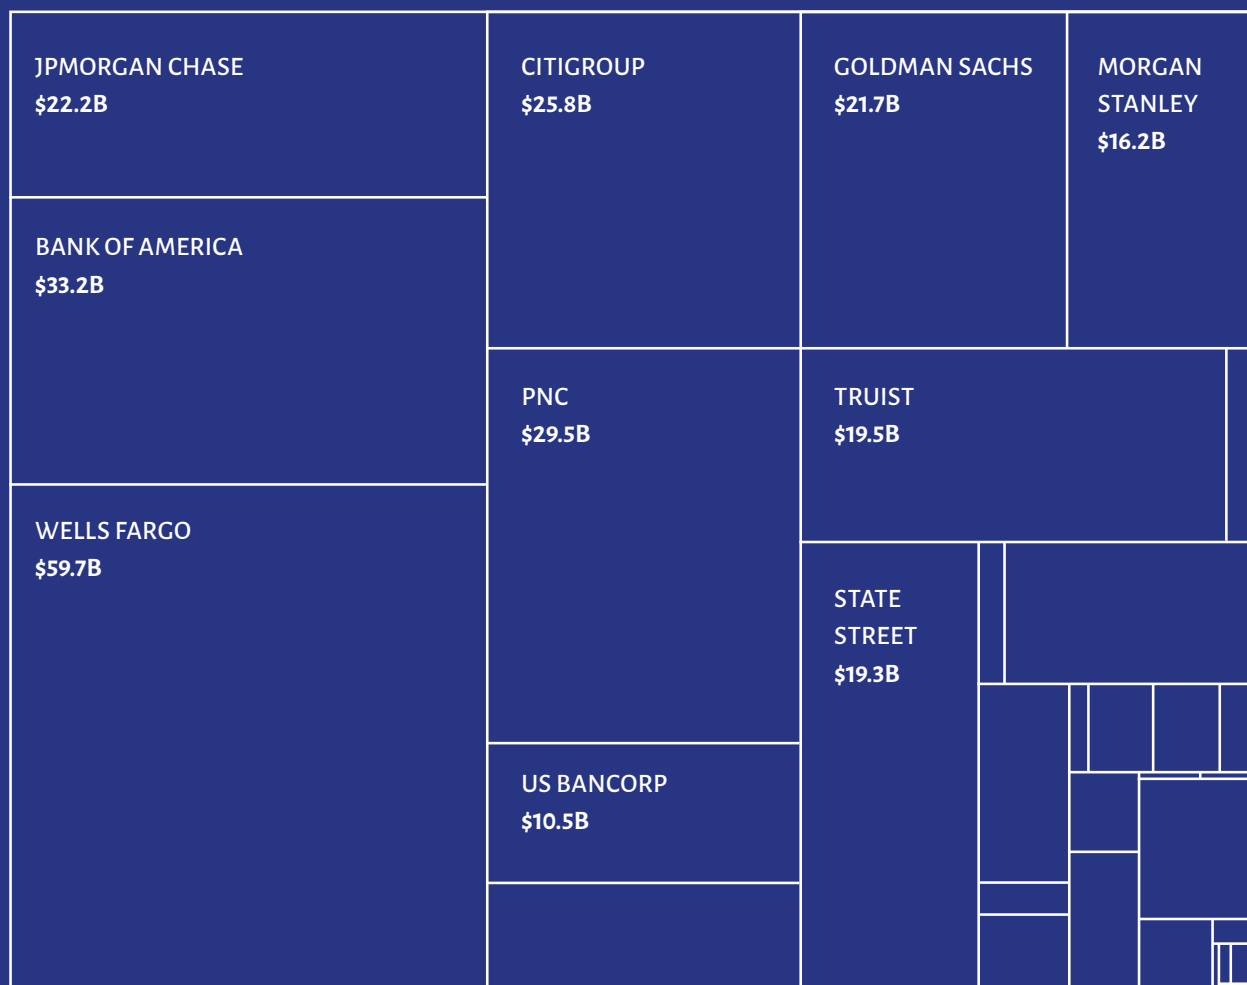 JPMORGAN CHASE
$22.2B
BANK OF AMERICA
$33.2B
WELLS FARGO
$59.7B
CITIGROUP
$25.8B
PNC
$29.5B
US BANCORP
$10.5B
GOLDMAN SACHS
$21.7B
MORGAN
STANLEY
$16.2B
TRUIST
$19.5B
STATE
STREET
$19.3B